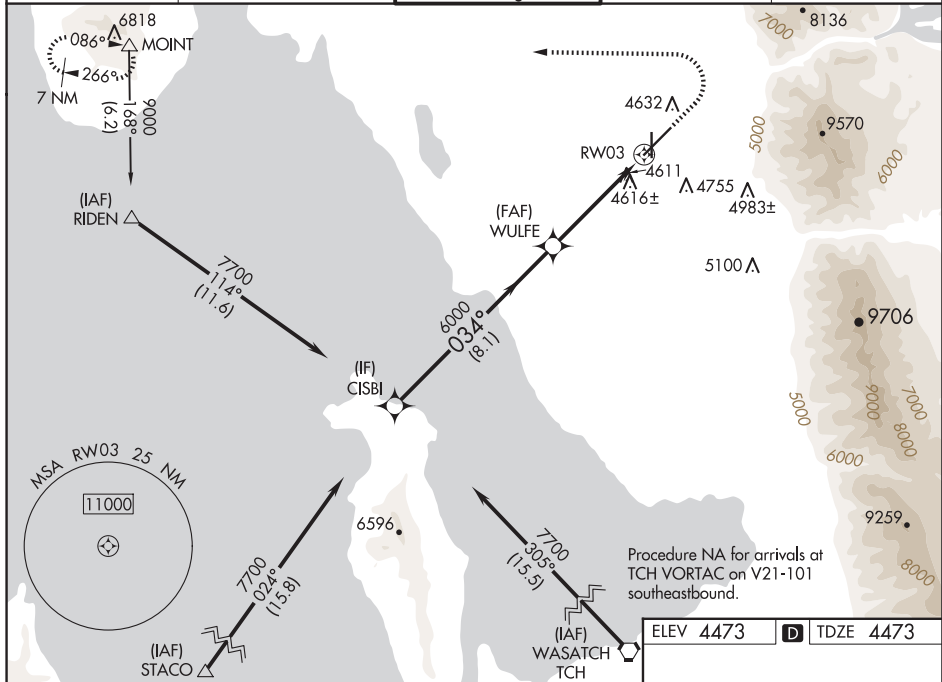 6818
086°
MOINT
266°
7 NM
9000
168°
(6.2)
7000
8136
4632
9570
5000
6000
RW03
4611
4616±
4755
4983±
(IAF)
RIDEN
(FAF)
WULFE
5100
7700
114°
(11.6)
6000
034°
(8.1)
9706
(IF)
CISBI
5000
9000
7000
8000
6000
MSA RW03 25 NM
11000
6596
9259
8000
7700
024°
(15.8)
7700
305°
(15.5)
Procedure NA for arrivals at
TCH VORTAC on V21-101
southeastbound.
(IAF)
STACO
(IAF)
WASATCH
TCH
ELEV 4473 D TDZE 4473